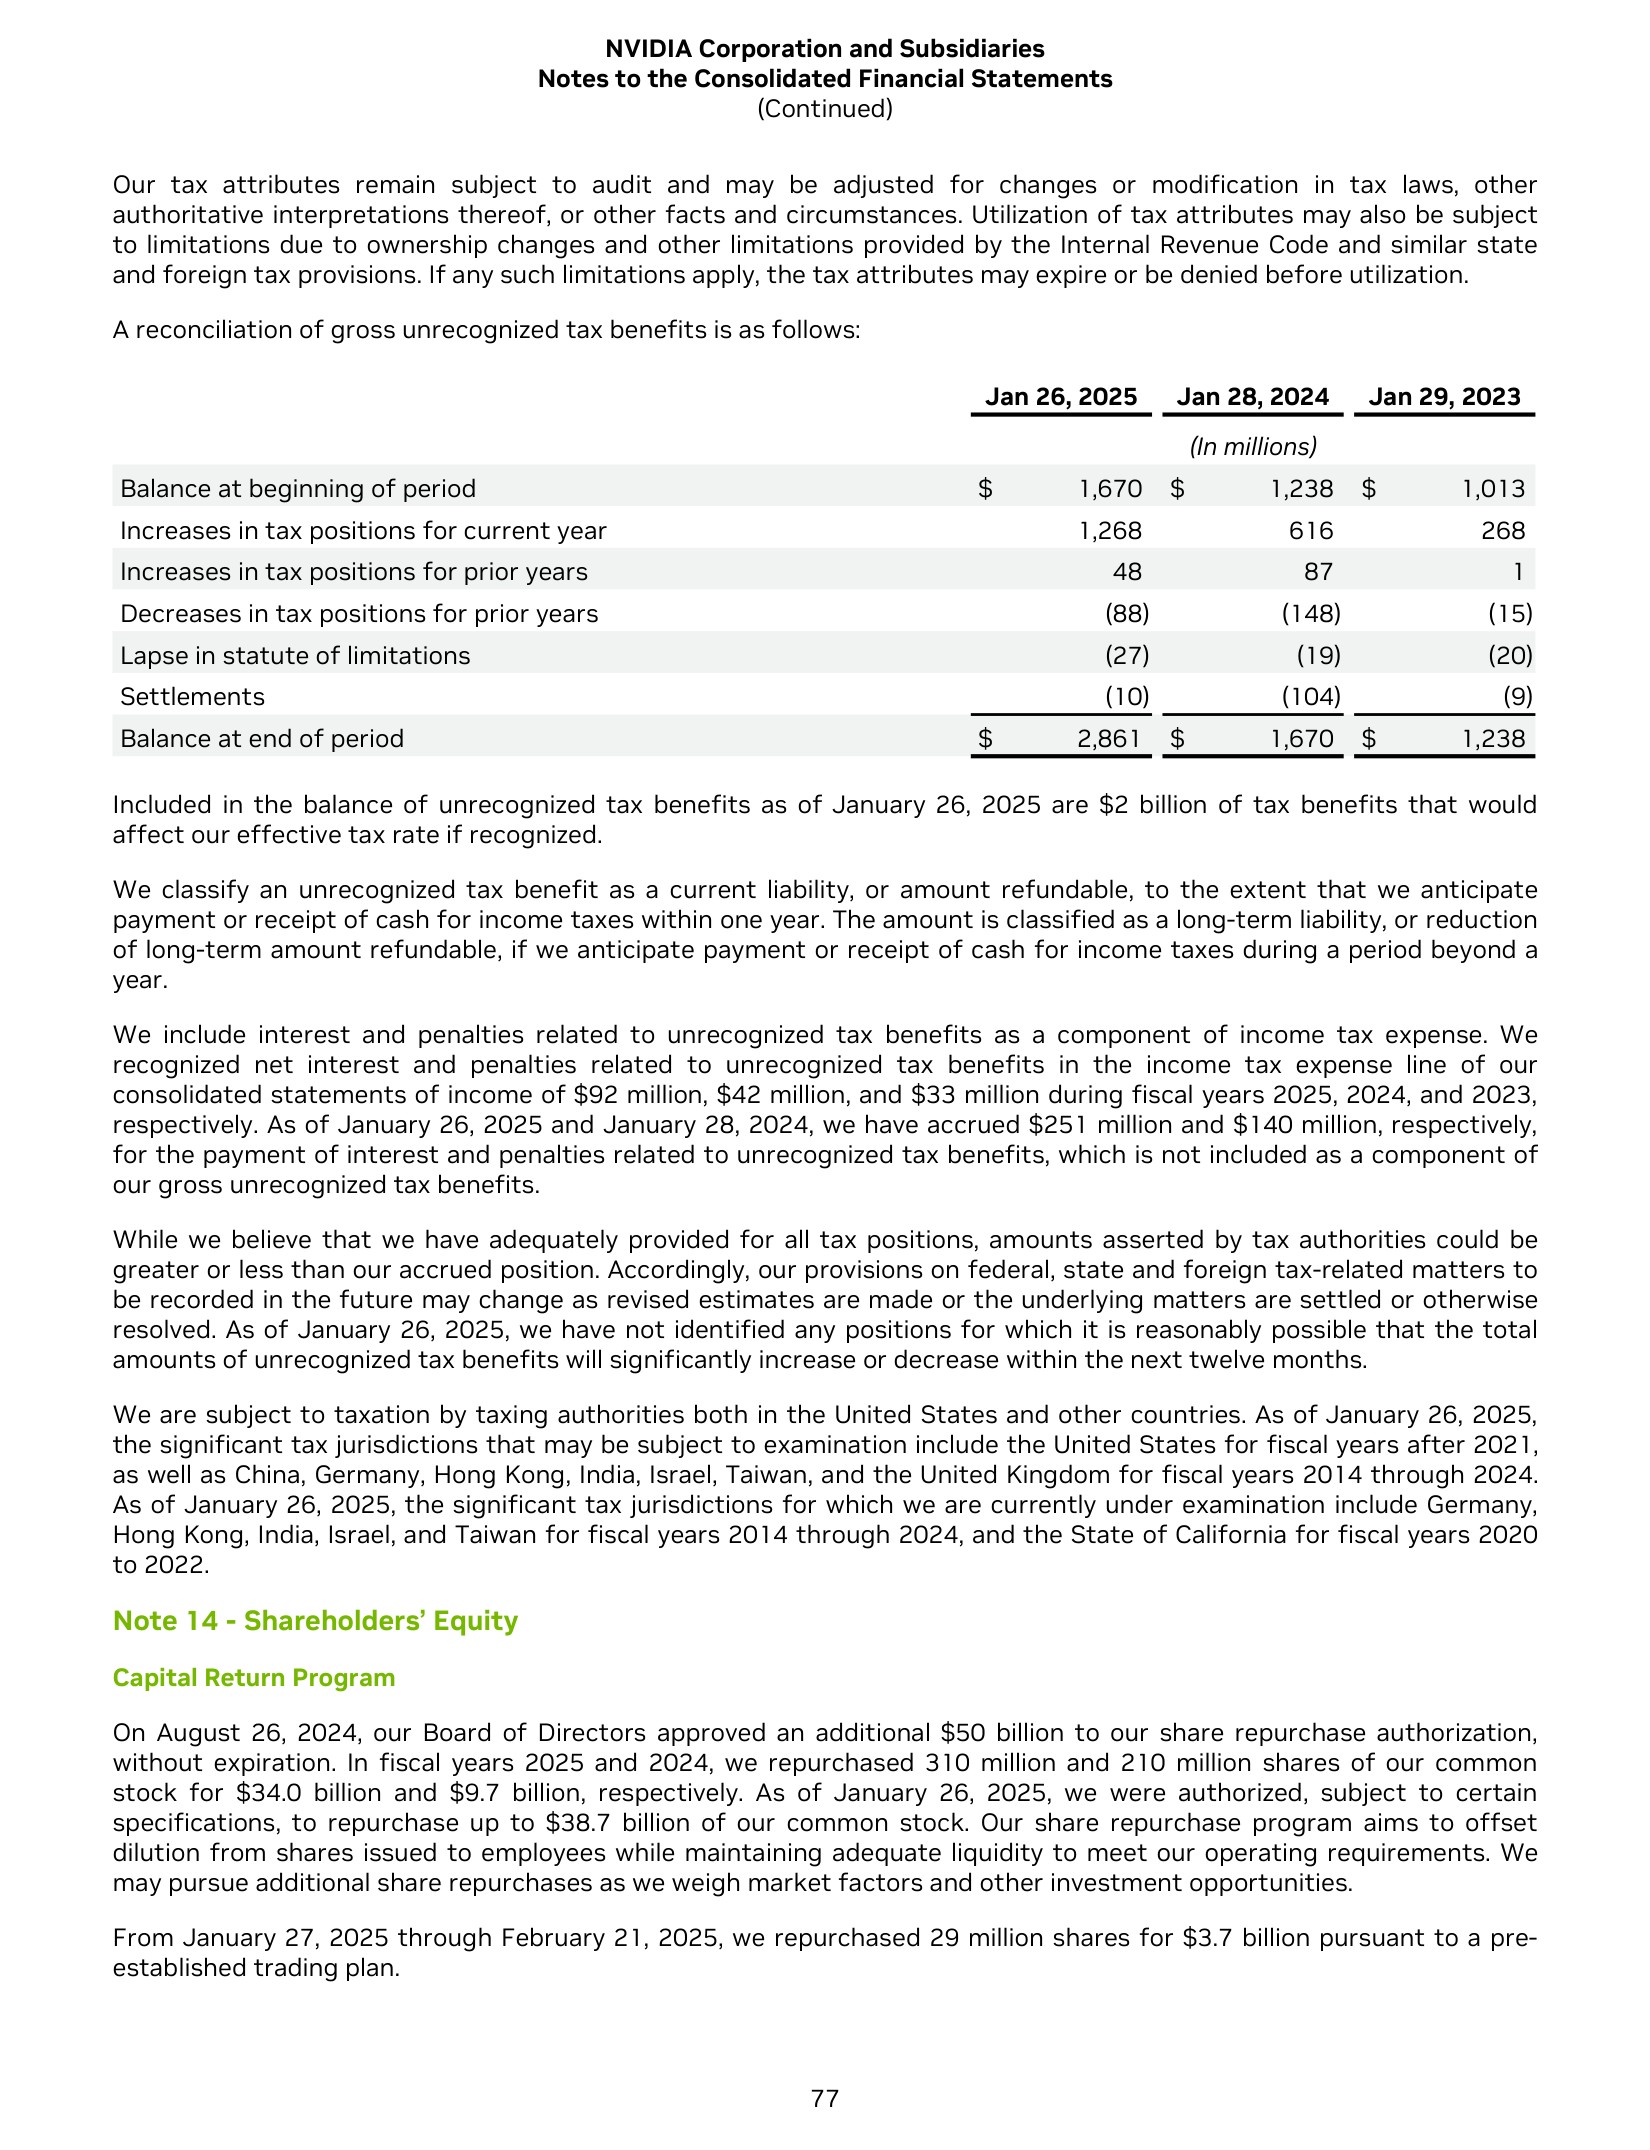 NVIDIA Corporation and Subsidiaries
Notes to the Consolidated Financial Statements
(Continued)
Our tax attributes remain subject to audit and may be adjusted for changes or modification in tax laws, other
authoritative interpretations thereof, or other facts and circumstances. Utilization of tax attributes may also be subject
to limitations due to ownership changes and other limitations provided by the Internal Revenue Code and similar state
and foreign tax provisions. If any such limitations apply, the tax attributes may expire or be denied before utilization.
A reconciliation of gross unrecognized tax benefits is as follows:
Jan 26, 2025 Jan 28, 2024 Jan 29, 2023
(In millions)
Balance at beginning of period $ 1,670 $ 1,238 $ 1,013
Increases in tax positions for current year 1,268 616 268
Increases in tax positions for prior years 48 87 1
Decreases in tax positions for prior years (88) (148) (15)
Lapse in statute of limitations (27) (19) (20)
Settlements (10) (104) (9)
Balance at end of period $ 2,861 $ 1,670 $ 1,238
Included in the balance of unrecognized tax benefits as of January 26, 2025 are $2 billion of tax benefits that would
affect our effective tax rate if recognized.
We classify an unrecognized tax benefit as a current liability, or amount refundable, to the extent that we anticipate
payment or receipt of cash for income taxes within one year. The amount is classified as a long-term liability, or reduction
of long-term amount refundable, if we anticipate payment or receipt of cash for income taxes during a period beyond a
year.
We include interest and penalties related to unrecognized tax benefits as a component of income tax expense. We
recognized net interest and penalties related to unrecognized tax benefits in the income tax expense line of our
consolidated statements of income of $92 million, $42 million, and $33 million during fiscal years 2025, 2024, and 2023,
respectively. As of January 26, 2025 and January 28, 2024, we have accrued $251 million and $140 million, respectively,
for the payment of interest and penalties related to unrecognized tax benefits, which is not included as a component of
our gross unrecognized tax benefits.
While we believe that we have adequately provided for all tax positions, amounts asserted by tax authorities could be
greater or less than our accrued position. Accordingly, our provisions on federal, state and foreign tax-related matters to
be recorded in the future may change as revised estimates are made or the underlying matters are settled or otherwise
resolved. As of January 26, 2025, we have not identified any positions for which it is reasonably possible that the total
amounts of unrecognized tax benefits will significantly increase or decrease within the next twelve months.
We are subject to taxation by taxing authorities both in the United States and other countries. As of January 26, 2025,
the significant tax jurisdictions that may be subject to examination include the United States for fiscal years after 2021,
as well as China, Germany, Hong Kong, India, Israel, Taiwan, and the United Kingdom for fiscal years 2014 through 2024.
As of January 26, 2025, the significant tax jurisdictions for which we are currently under examination include Germany,
Hong Kong, India, Israel, and Taiwan for fiscal years 2014 through 2024, and the State of California for fiscal years 2020
to 2022.
Note 14 - Shareholders’ Equity
Capital Return Program
On August 26, 2024, our Board of Directors approved an additional $50 billion to our share repurchase authorization,
without expiration. In fiscal years 2025 and 2024, we repurchased 310 million and 210 million shares of our common
stock for $34.0 billion and $9.7 billion, respectively. As of January 26, 2025, we were authorized, subject to certain
specifications, to repurchase up to $38.7 billion of our common stock. Our share repurchase program aims to offset
dilution from shares issued to employees while maintaining adequate liquidity to meet our operating requirements. We
may pursue additional share repurchases as we weigh market factors and other investment opportunities.
From January 27, 2025 through February 21, 2025, we repurchased 29 million shares for $3.7 billion pursuant to a pre-
established trading plan.
77